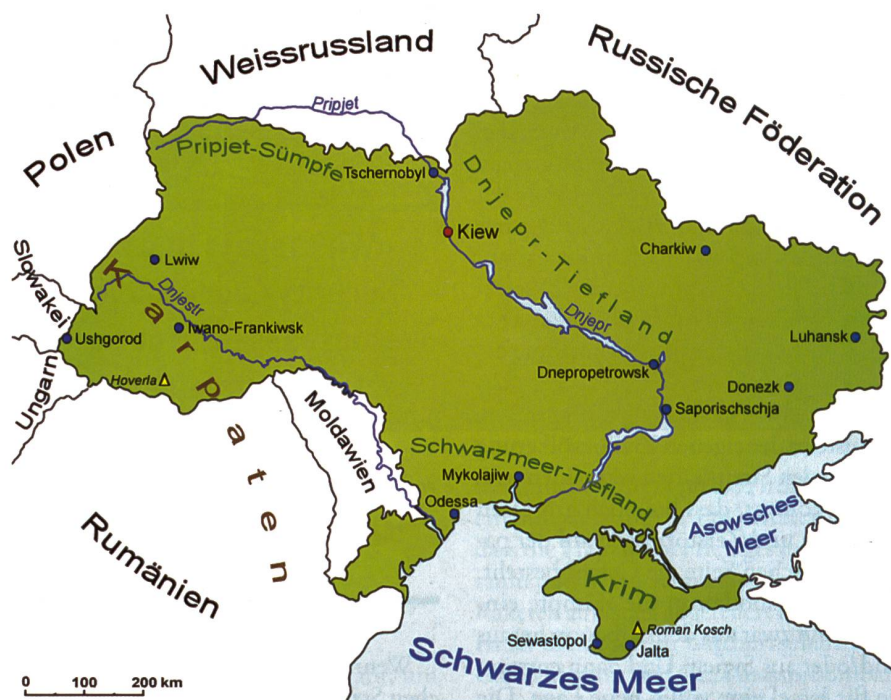 Weissrussland
Russische Föderation
Polen
Pripjet
Pripjet-Sümpfe
Tschernobyl
Dnjepr-Tiefland
Kiew
Charkiw
Lwiw
Slowakei
Karpaten
Dnjestr
Dnjepr
Iwano-Frankiwsk
Ushgorod
Luhansk
Ungarn
Hoverla
Dnepropetrowsk
Donezk
Saporischschja
Moldawien
Schwarzmeer-Tiefland
Mykolajiw
Odessa
Asowsches
Meer
Rumänien
Krim
Roman Kosch
Sewastopol
Jalta
Schwarzes Meer
0 100 200 km